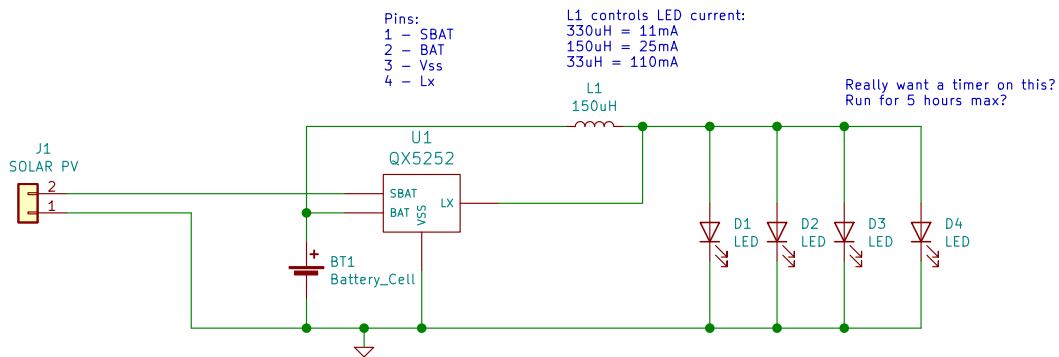 Pins:
1 - SBAT
2 - BAT
3 - Vss
4 - Lx
L1 controls LED current:
330uH = 11mA
150uH = 25mA
33uH = 110mA
Really want a timer on this?
Run for 5 hours max?
L1
150uH
U1
QX5252
J1
SOLAR PV
2
1
SBAT
BAT
VSS
LX
BT1
Battery_Cell
D1
LED
D2
LED
D3
LED
D4
LED